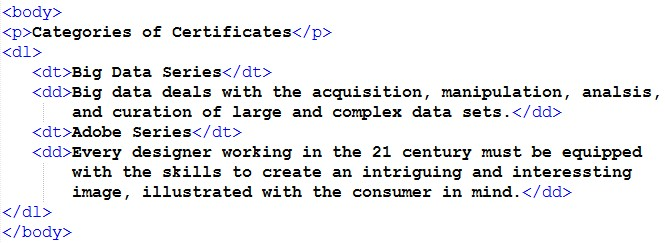 <body>
<p>Categories of Certificates</p>
<dl>
<dt>Big Data Series</dt>
<dd>Big data deals with the acquisition, manipulation, analsis,
and curation of large and complex data sets.</dd>
<dt>Adobe Series</dt>
<dd>Every designer working in the 21 century must be equipped
with the skills to create an intriguing and interessting
image, illustrated with the consumer in mind.</dd>
</dl>
</body>